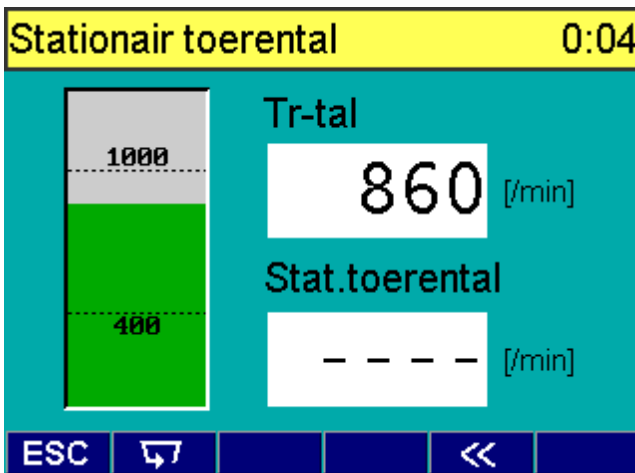 Stationair toerental 0:04
Tr-tal
1000
860 [/min]
Stat.toerental
400
---- [/min]
ESC <<